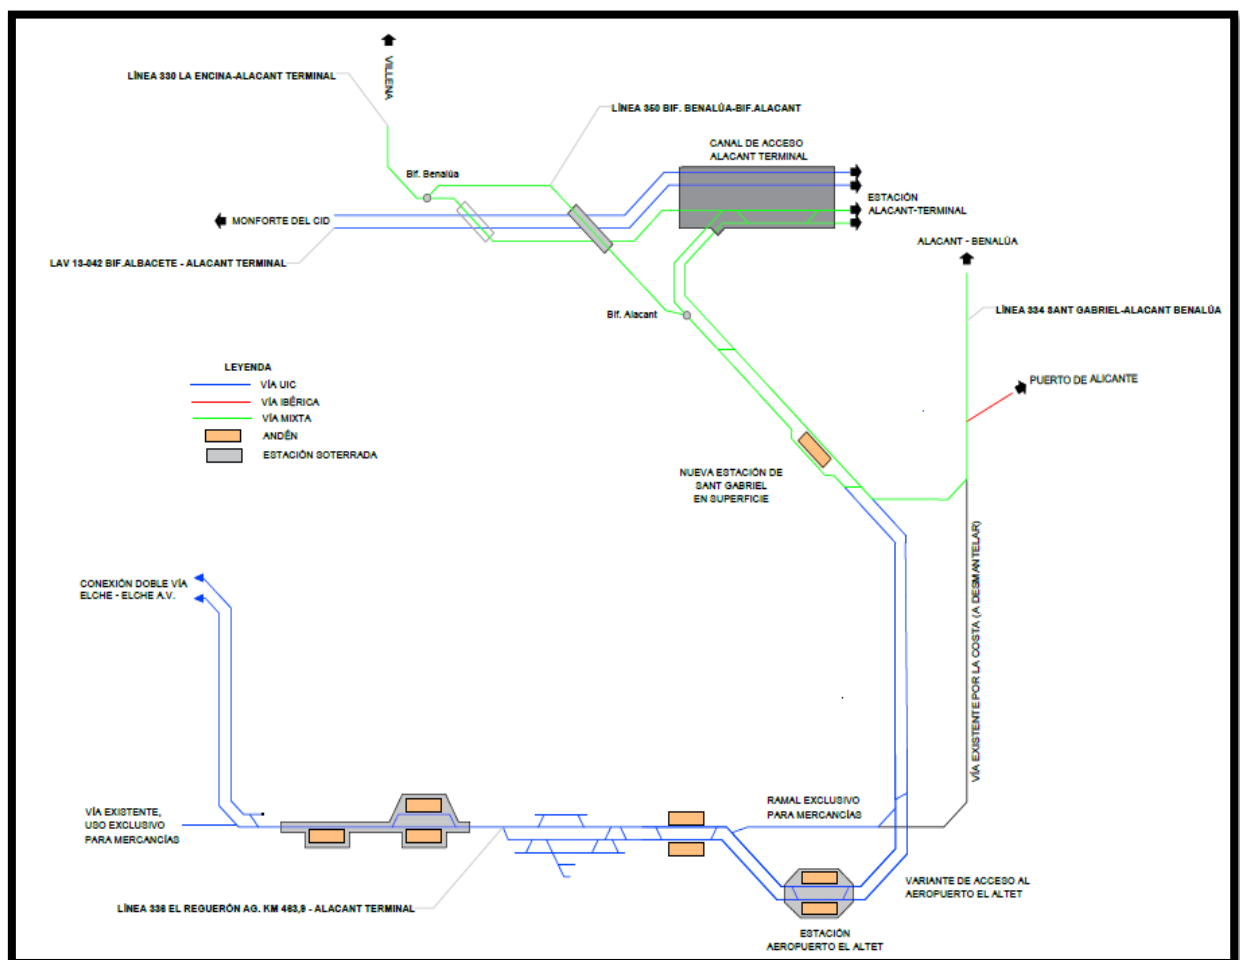 VILLENA
LÍNEA 330 LA ENCINA-ALACANT TERMINAL
LÍNEA 350 BIF. BENALÚA-BIF.ALACANT
CANAL DE ACCESO
ALACANT TERMINAL
Bif. Benalúa
ESTACIÓN
ALACANT-TERMINAL
MONFORTE DEL CID
ALACANT - BENALÚA
LAV 13-042 BIF.ALBACETE - ALACANT TERMINAL
Bif. Alacant
LÍNEA 334 SANT GABRIEL-ALACANT BENALÚA
LEYENDA
VÍA UIC
VÍA IBÉRICA
VÍA MIXTA
ANDÉN
ESTACIÓN SOTERRADA
PUERTO DE ALICANTE
NUEVA ESTACIÓN DE
SANT GABRIEL
EN SUPERFICIE
VÍA EXISTENTE POR LA COSTA (A DESMANTELAR)
CONEXIÓN DOBLE VÍA
ELCHE - ELCHE A.V.
VÍA EXISTENTE,
USO EXCLUSIVO
PARA MERCANCÍAS
RAMAL EXCLUSIVO
PARA MERCANCÍAS
LÍNEA 336 EL REGUERÓN AG. KM 463,9 - ALACANT TERMINAL
VARIANTE DE ACCESO AL
AEROPUERTO EL ALTET
ESTACIÓN
AEROPUERTO EL ALTET